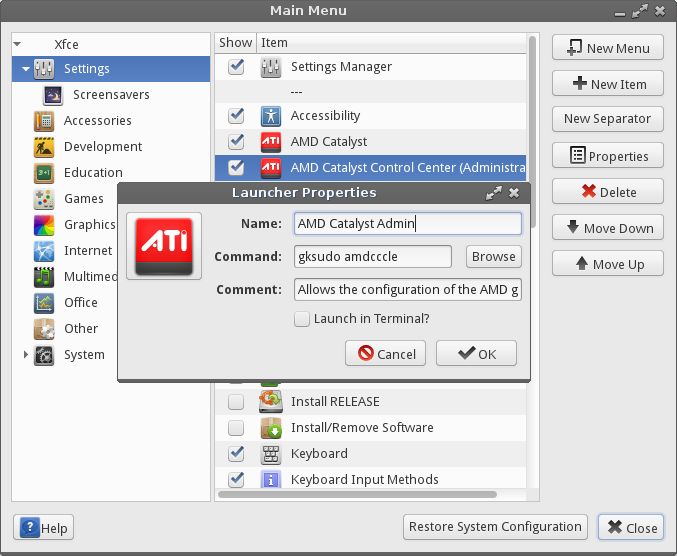 Main Menu
Xfce
Settings
Screensavers
Accessories
Development
Education
Games
Graphics
Internet
Multimed
Office
Other
System
Show Item
Settings Manager
---
Accessibility
AMD Catalyst
AMD Catalyst Control Center (Administra
Launcher Properties
ATI
Name: AMD Catalyst Admin
Command: gksudo amdcccle Browse
Comment: Allows the configuration of the AMD g
Launch in Terminal?
Cancel OK
Install RELEASE
Install/Remove Software
Keyboard
Keyboard Input Methods
New Menu
New Item
New Separator
Properties
Delete
Move Down
Move Up
Help Restore System Configuration Close